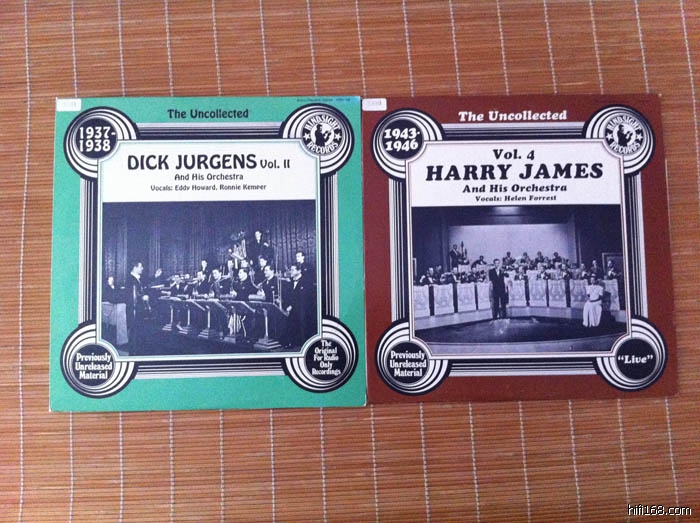 The Uncollected
1937-
1938
HINDSIGHT
RECORDS
DICK JURGENS Vol. II
And His Orchestra
Vocals: Eddy Howard, Ronnie Kemper
Previously
Unreleased
Material
The
Original
For Radio
Only
Recordings
The Uncollected
1943-
1946
HINDSIGHT
RECORDS
Vol. 4
HARRY JAMES
And His Orchestra
Vocals: Helen Forrest
Previously
Unreleased
Material
"Live"
hifi168.com